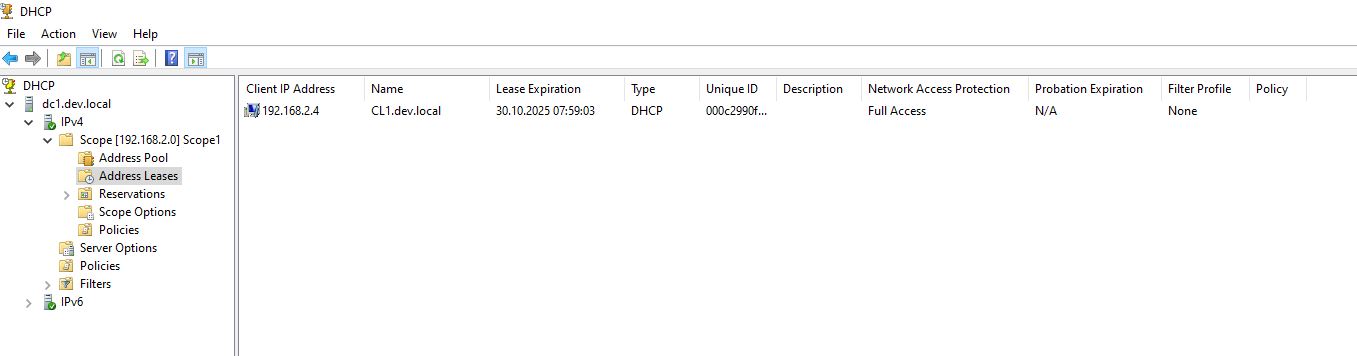 DHCP
File Action View Help
DHCP
dc1.dev.local
IPv4
Scope [192.168.2.0] Scope1
Address Pool
Address Leases
Reservations
Scope Options
Policies
Server Options
Policies
Filters
IPv6
Client IP Address Name Lease Expiration Type Unique ID Description Network Access Protection Probation Expiration Filter Profile Policy
192.168.2.4 CL1.dev.local 30.10.2025 07:59:03 DHCP 000c2990f... Full Access N/A None